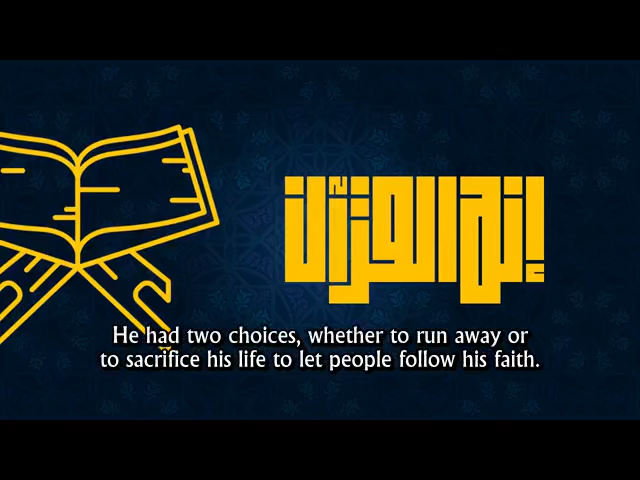 إنه القرآن
He had two choices, whether to run away or
to sacrifice his life to let people follow his faith.